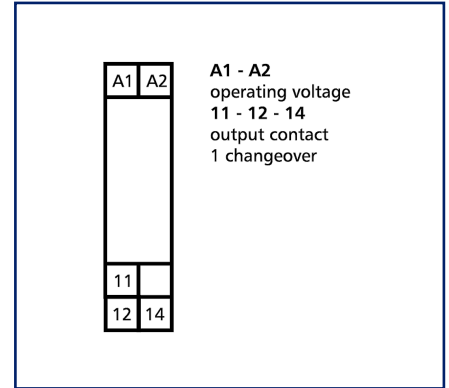 A1 A2
A1 - A2
operating voltage
11 - 12 - 14
output contact
1 changeover
11
12 14